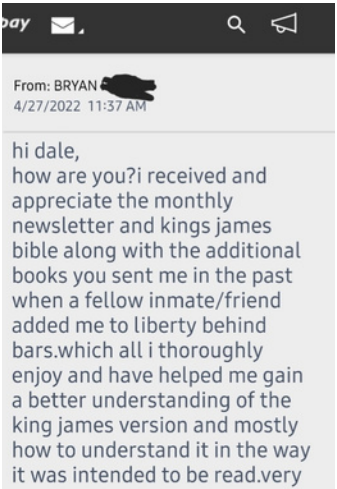 pay
From: BRYAN
4/27/2022 11:37 AM
hi dale,
how are you?i received and
appreciate the monthly
newsletter and kings james
bible along with the additional
books you sent me in the past
when a fellow inmate/friend
added me to liberty behind
bars.which all i thoroughly
enjoy and have helped me gain
a better understanding of the
king james version and mostly
how to understand it in the way
it was intended to be read.very